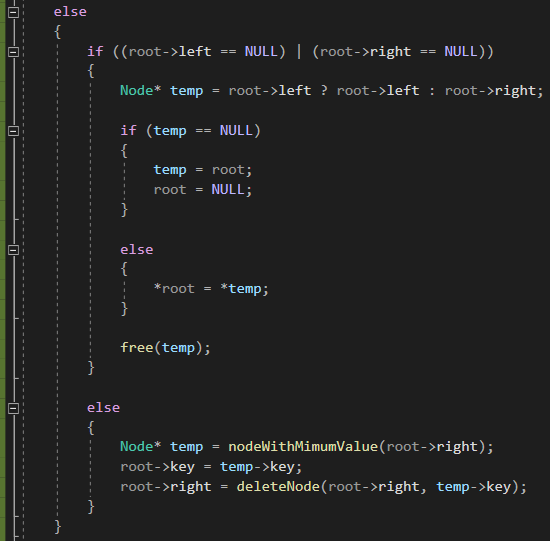 else
{
if ((root->left == NULL) | (root->right == NULL))
{
Node* temp = root->left ? root->left : root->right;
if (temp == NULL)
{
temp = root;
root = NULL;
}
else
{
*root = *temp;
}
free(temp);
}
else
{
Node* temp = nodeWithMimumValue(root->right);
root->key = temp->key;
root->right = deleteNode(root->right, temp->key);
}
}